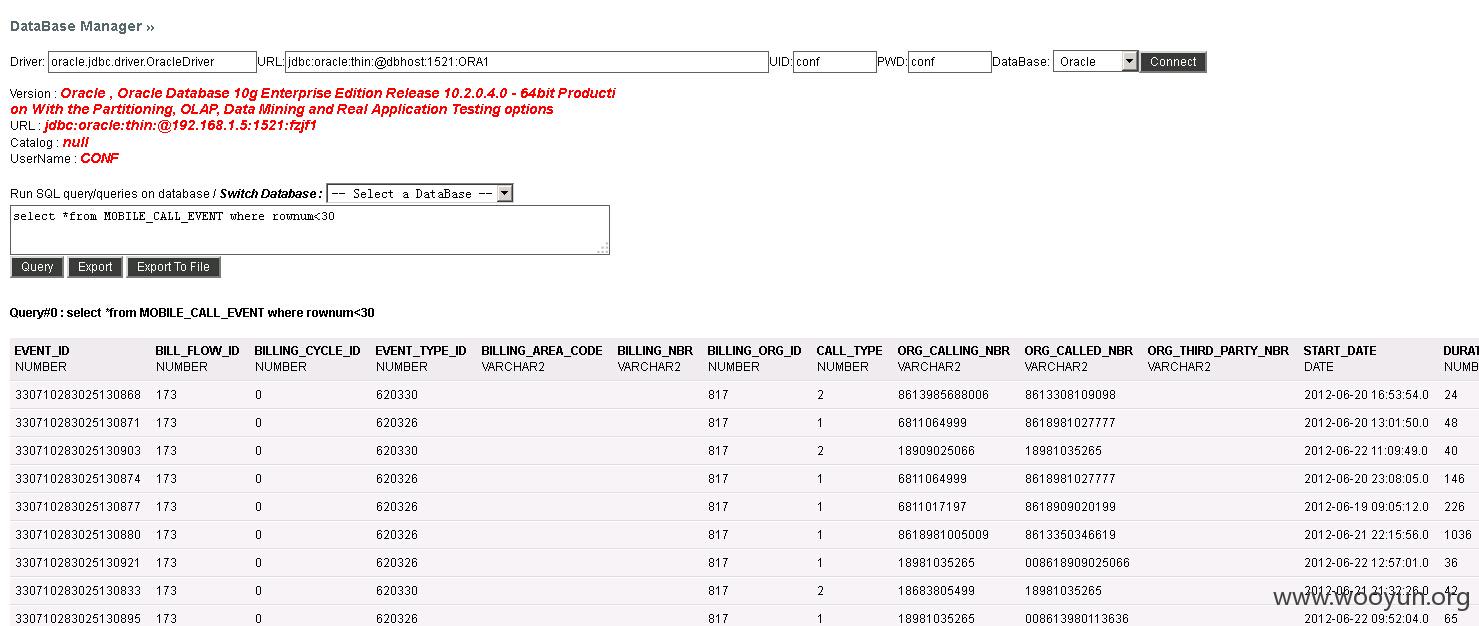 DataBase Manager »
Driver: oracle.jdbc.driver.OracleDriver URL: jdbc:oracle:thin:@dbhost:1521:ORA1 UID: conf PWD: conf DataBase: Oracle Connect
Version : Oracle , Oracle Database 10g Enterprise Edition Release 10.2.0.4.0 - 64bit Producti
on With the Partitioning, OLAP, Data Mining and Real Application Testing options
URL : jdbc:oracle:thin:@192.168.1.5:1521:fzjf1
Catalog : null
UserName : CONF
Run SQL query/queries on database / Switch Database : -- Select a DataBase --
select *from MOBILE_CALL_EVENT where rownum<30
Query Export Export To File
Query#0 : select *from MOBILE_CALL_EVENT where rownum<30
EVENT_ID BILL_FLOW_ID BILLING_CYCLE_ID EVENT_TYPE_ID BILLING_AREA_CODE BILLING_NBR BILLING_ORG_ID CALL_TYPE ORG_CALLING_NBR ORG_CALLED_NBR ORG_THIRD_PARTY_NBR START_DATE DURAT
NUMBER NUMBER NUMBER NUMBER VARCHAR2 VARCHAR2 NUMBER NUMBER VARCHAR2 VARCHAR2 VARCHAR2 DATE NUMB
330710283025130868 173 0 620330 817 2 8613985688006 8613308109098 2012-06-20 16:53:54.0 24
330710283025130871 173 0 620326 817 1 6811064999 8618981027777 2012-06-20 13:01:50.0 48
330710283025130903 173 0 620330 817 2 18909025066 18981035265 2012-06-22 11:09:49.0 40
330710283025130874 173 0 620326 817 1 6811064999 8618981027777 2012-06-20 23:08:05.0 146
330710283025130877 173 0 620326 817 1 6811017197 8618909020199 2012-06-19 09:05:12.0 226
330710283025130880 173 0 620326 817 1 8618981005009 8613350346619 2012-06-21 22:15:56.0 1036
330710283025130921 173 0 620326 817 1 18981035265 008618909025066 2012-06-22 12:57:01.0 36
330710283025130833 173 0 620330 817 2 18683805499 18981035265 2012-06-21 21:32:26.0 42
330710283025130895 173 0 620326 817 1 18981035265 008613980113636 2012-06-22 09:52:04.0 65
www.wooyun.org